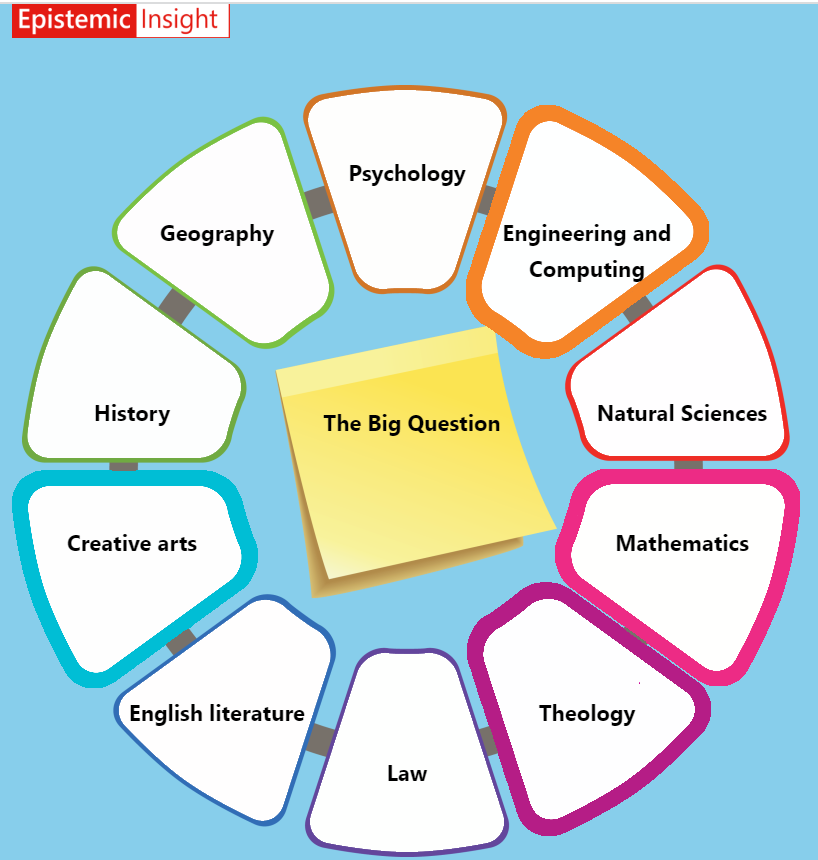 Epistemic Insight
Psychology
Geography
Engineering and
Computing
History
Natural Sciences
The Big Question
Creative arts
Mathematics
English literature
Theology
Law